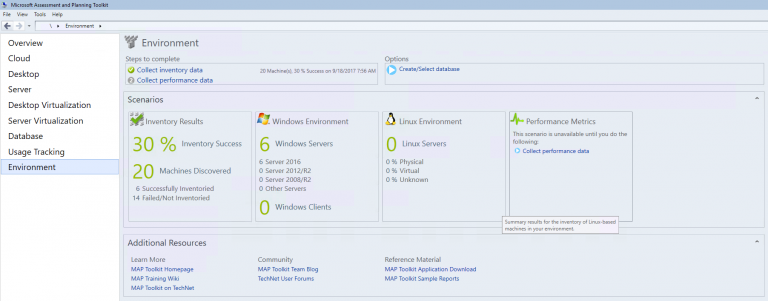 Microsoft Assessment and Planning Toolkit
File View Tools Help
\ ▸ Environment ▸
Overview
Cloud
Desktop
Server
Desktop Virtualization
Server Virtualization
Database
Usage Tracking
Environment
Environment
Steps to complete
Collect inventory data
20 Machine(s), 30 % Success on 9/18/2017 7:56 AM
2 Collect performance data
Options
Create/Select database
Scenarios
Inventory Results
30 % Inventory Success
20 Machines Discovered
6 Successfully Inventoried
14 Failed/Not Inventoried
Windows Environment
6 Windows Servers
6 Server 2016
0 Server 2012/R2
0 Server 2008/R2
0 Other Servers
0 Windows Clients
Linux Environment
0 Linux Servers
0 % Physical
0 % Virtual
0 % Unknown
Performance Metrics
This scenario is unavailable until you do the
following:
Collect performance data
Summary results for the inventory of Linux-based
machines in your environment.
Additional Resources
Learn More
MAP Toolkit Homepage
MAP Training Wiki
MAP Toolkit on TechNet
Community
MAP Toolkit Team Blog
TechNet User Forums
Reference Material
MAP Toolkit Application Download
MAP Toolkit Sample Reports